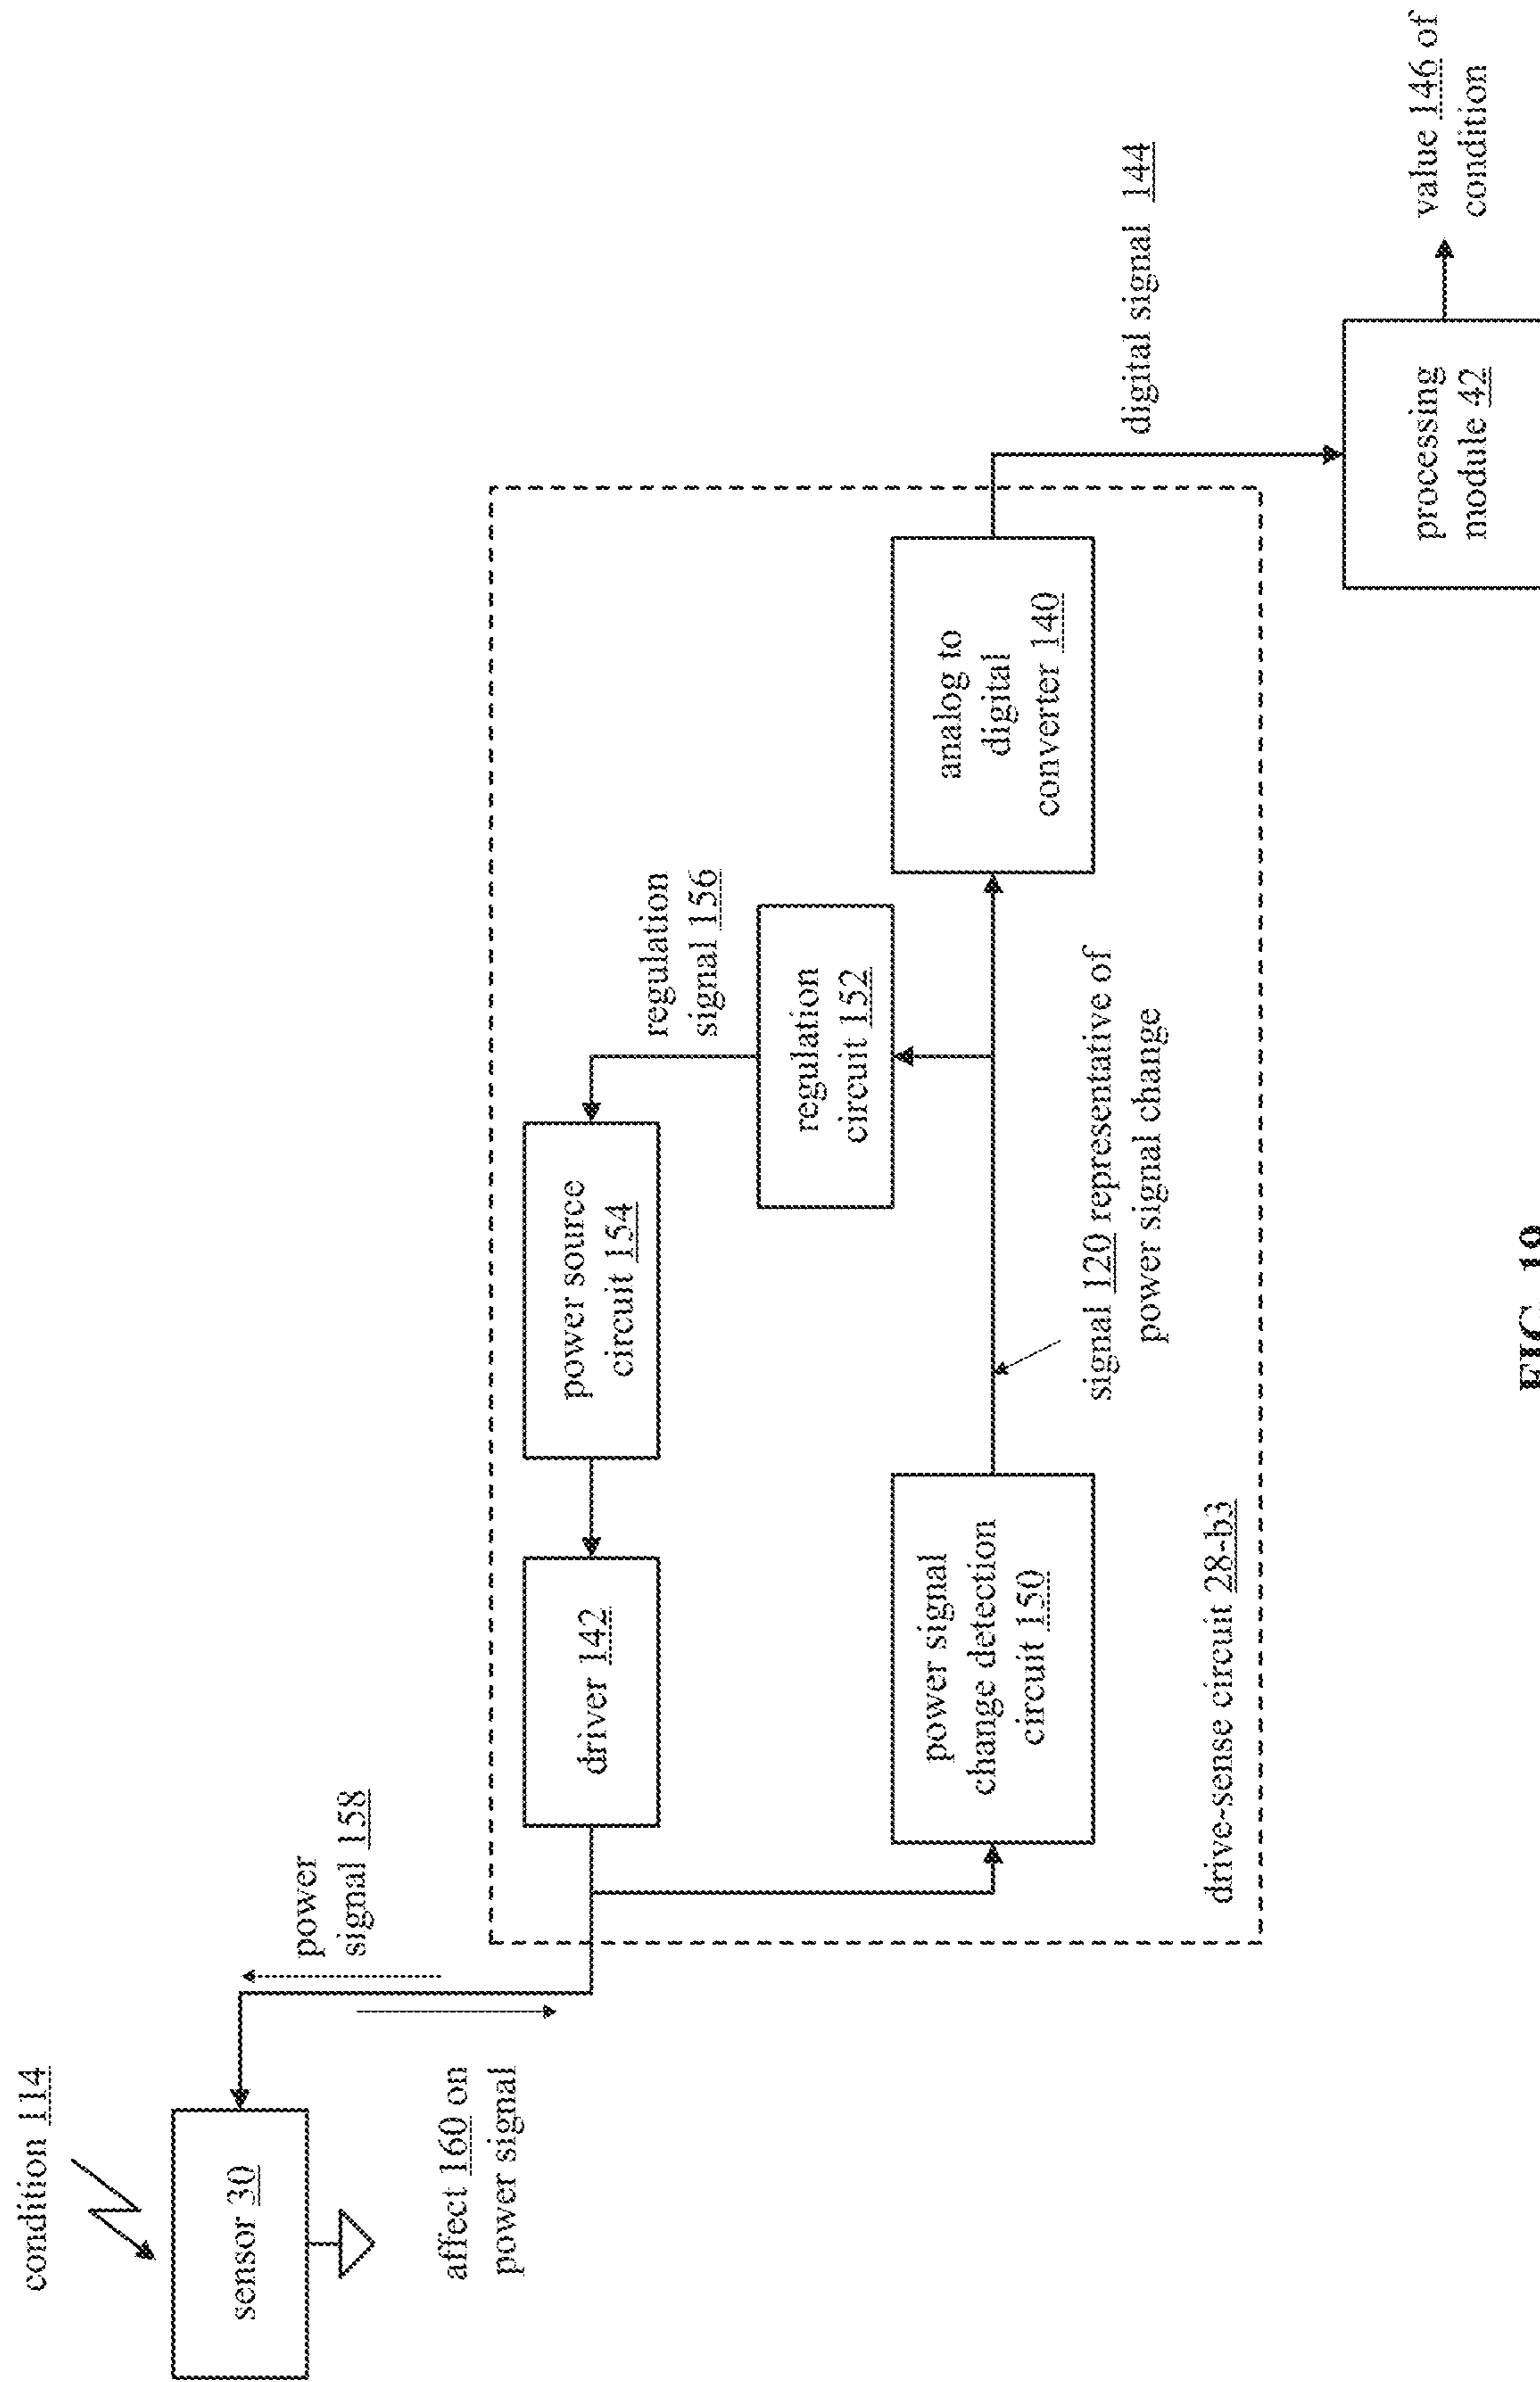 condition 114
sensor 30
power
signal 158
affect 160 on
power signal
driver 142
power source
circuit 154
regulation
signal 156
regulation
circuit 152
power signal
change detection
circuit 150
signal 120 representative of
power signal change
analog to
digital
converter 140
drive-sense circuit 28-b3
digital signal 144
processing
module 42
value 146 of
condition
FIG. 19